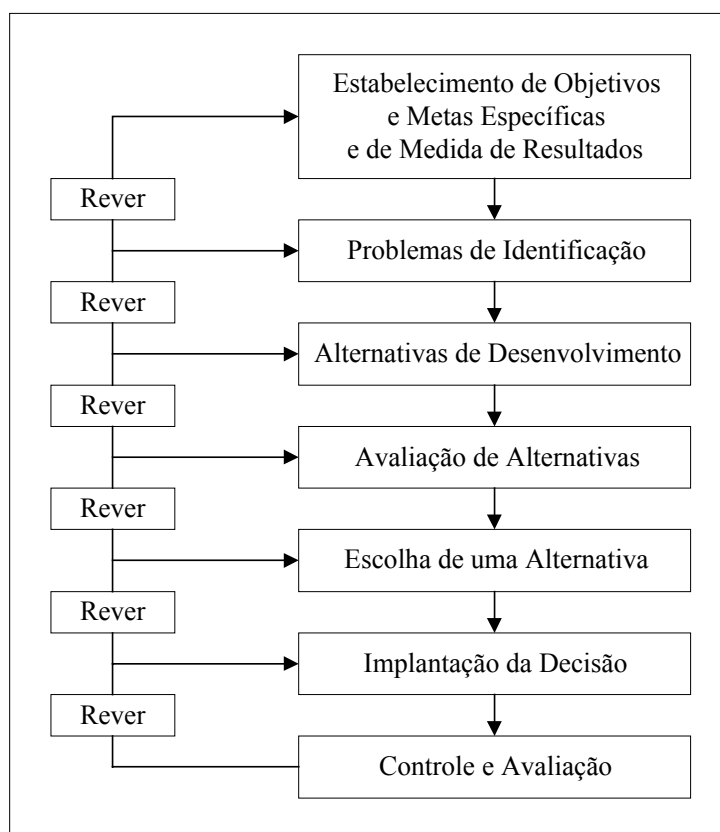 Estabelecimento de Objetivos
e Metas Específicas
e de Medida de Resultados
Rever
Problemas de Identificação
Rever
Alternativas de Desenvolvimento
Rever
Avaliação de Alternativas
Rever
Escolha de uma Alternativa
Rever
Implantação da Decisão
Rever
Controle e Avaliação